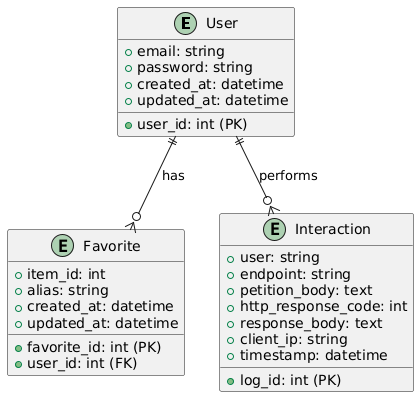 E User
email: string
password: string
created_at: datetime
updated_at: datetime
user_id: int (PK)
has
performs
E Favorite
item_id: int
alias: string
created_at: datetime
updated_at: datetime
favorite_id: int (PK)
user_id: int (FK)
E Interaction
user: string
endpoint: string
petition_body: text
http_response_code: int
response_body: text
client_ip: string
timestamp: datetime
log_id: int (PK)